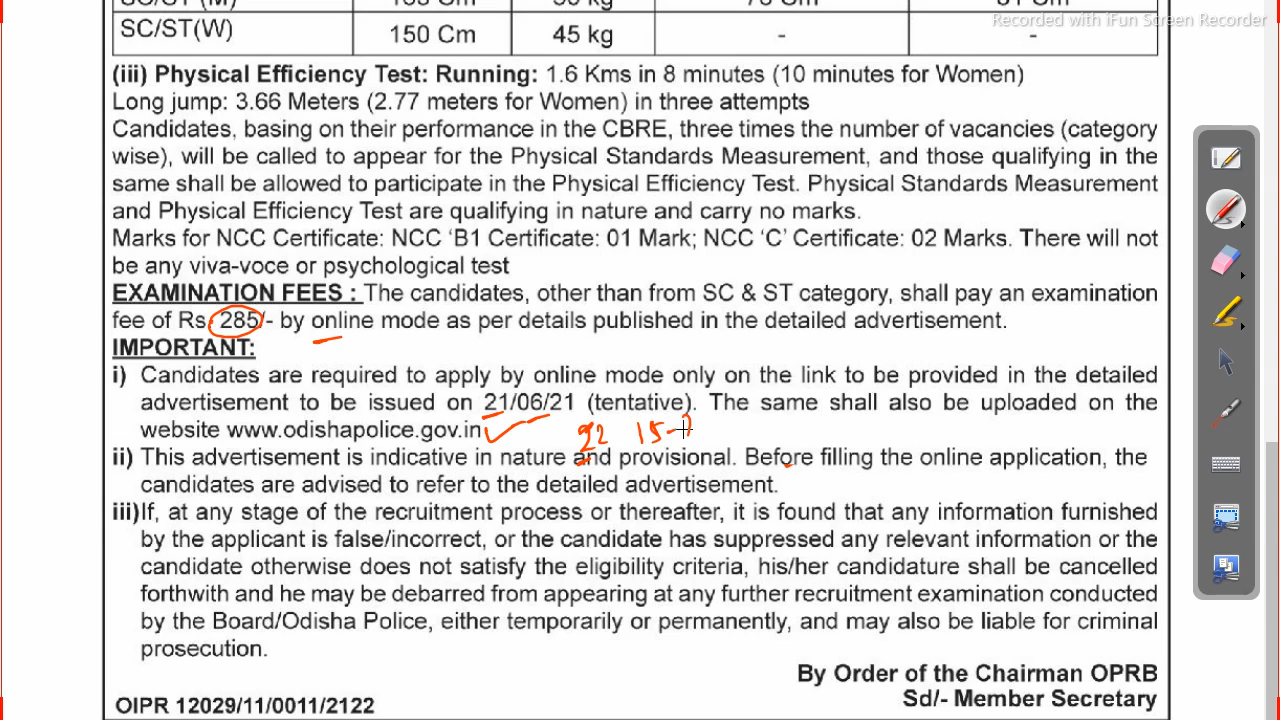 Recorded with iFun Screen Recorder
SC/ST(W) 150 Cm 45 kg - -
(iii) Physical Efficiency Test: Running: 1.6 Kms in 8 minutes (10 minutes for Women)
Long jump: 3.66 Meters (2.77 meters for Women) in three attempts
Candidates, basing on their performance in the CBRE, three times the number of vacancies (category
wise), will be called to appear for the Physical Standards Measurement, and those qualifying in the
same shall be allowed to participate in the Physical Efficiency Test. Physical Standards Measurement
and Physical Efficiency Test are qualifying in nature and carry no marks.
Marks for NCC Certificate: NCC ‘B1 Certificate: 01 Mark; NCC ‘C’ Certificate: 02 Marks. There will not
be any viva-voce or psychological test
EXAMINATION FEES : The candidates, other than from SC & ST category, shall pay an examination
fee of Rs. 285/- by online mode as per details published in the detailed advertisement.
IMPORTANT:
i) Candidates are required to apply by online mode only on the link to be provided in the detailed
advertisement to be issued on 21/06/21 (tentative). The same shall also be uploaded on the
website www.odishapolice.gov.in
22 15-
ii) This advertisement is indicative in nature and provisional. Before filling the online application, the
candidates are advised to refer to the detailed advertisement.
iii)If, at any stage of the recruitment process or thereafter, it is found that any information furnished
by the applicant is false/incorrect, or the candidate has suppressed any relevant information or the
candidate otherwise does not satisfy the eligibility criteria, his/her candidature shall be cancelled
forthwith and he may be debarred from appearing at any further recruitment examination conducted
by the Board/Odisha Police, either temporarily or permanently, and may also be liable for criminal
prosecution.
By Order of the Chairman OPRB
Sd/- Member Secretary
OIPR 12029/11/0011/2122